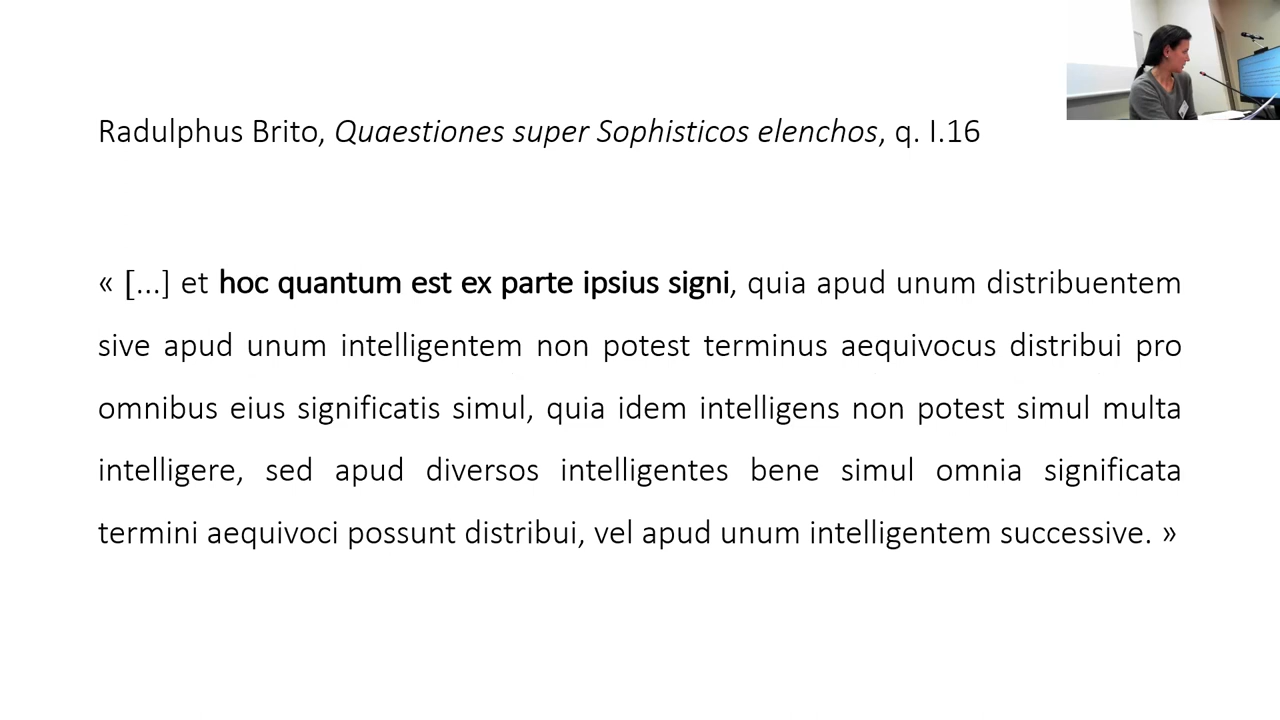 Radulphus Brito, Quaestiones super Sophisticos elenchos, q. I.16
« [...] et hoc quantum est ex parte ipsius signi, quia apud unum distribuentem
sive apud unum intelligentem non potest terminus aequivocus distribui pro
omnibus eius significatis simul, quia idem intelligens non potest simul multa
intelligere, sed apud diversos intelligentes bene simul omnia significata
termini aequivoci possunt distribui, vel apud unum intelligentem successive. »